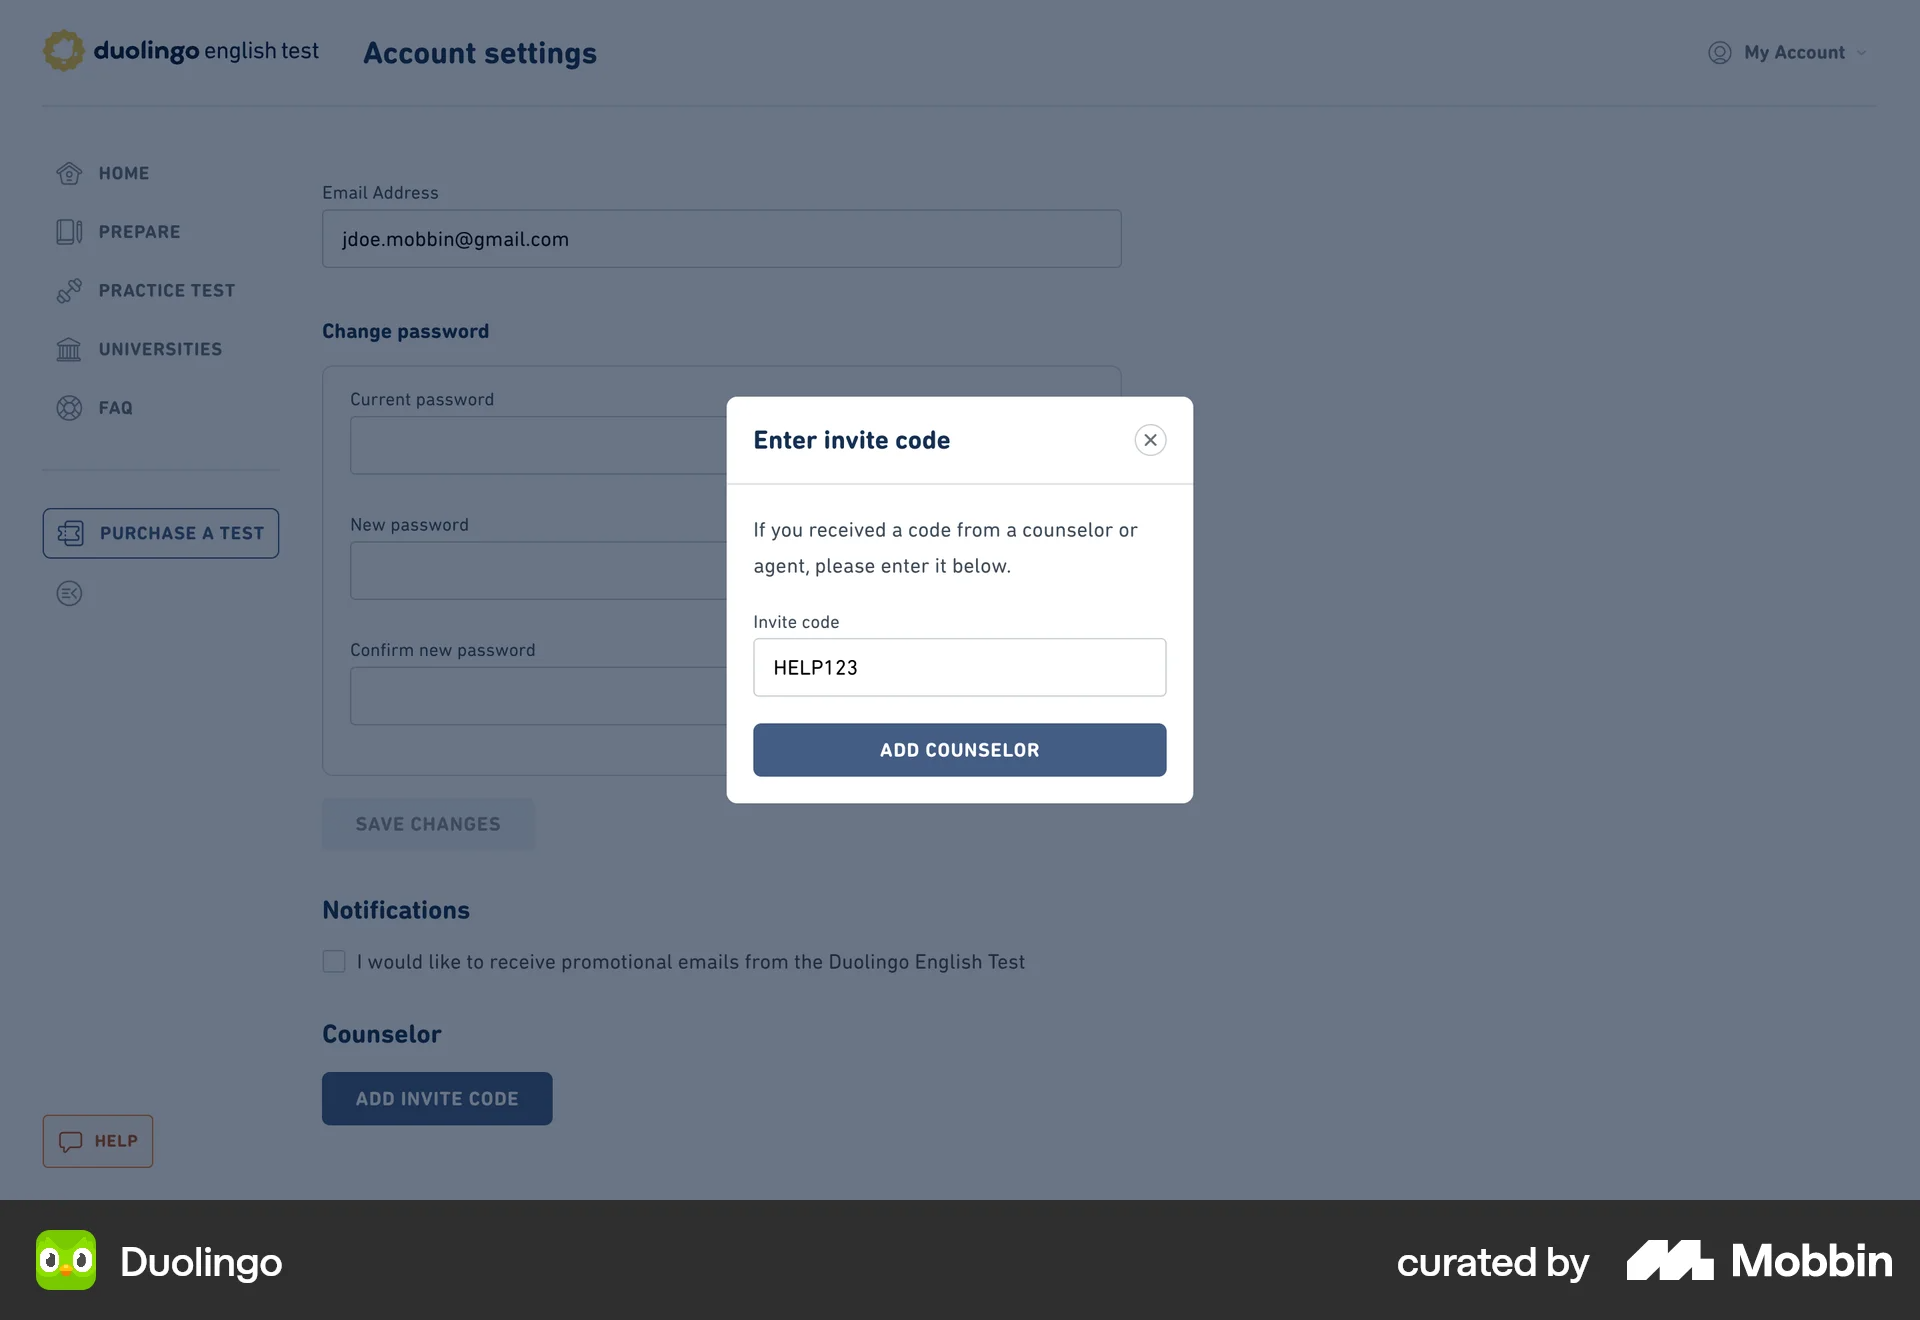 duolingo english test
Account settings
My Account
HOME
PREPARE
PRACTICE TEST
UNIVERSITIES
FAQ
PURCHASE A TEST
HELP
Email Address
jdoe.mobbin@gmail.com
Change password
Current password
New password
Confirm new password
SAVE CHANGES
Notifications
I would like to receive promotional emails from the Duolingo English Test
Counselor
ADD INVITE CODE
Enter invite code
If you received a code from a counselor or
agent, please enter it below.
Invite code
HELP123
ADD COUNSELOR
Duolingo
curated by
Mobbin